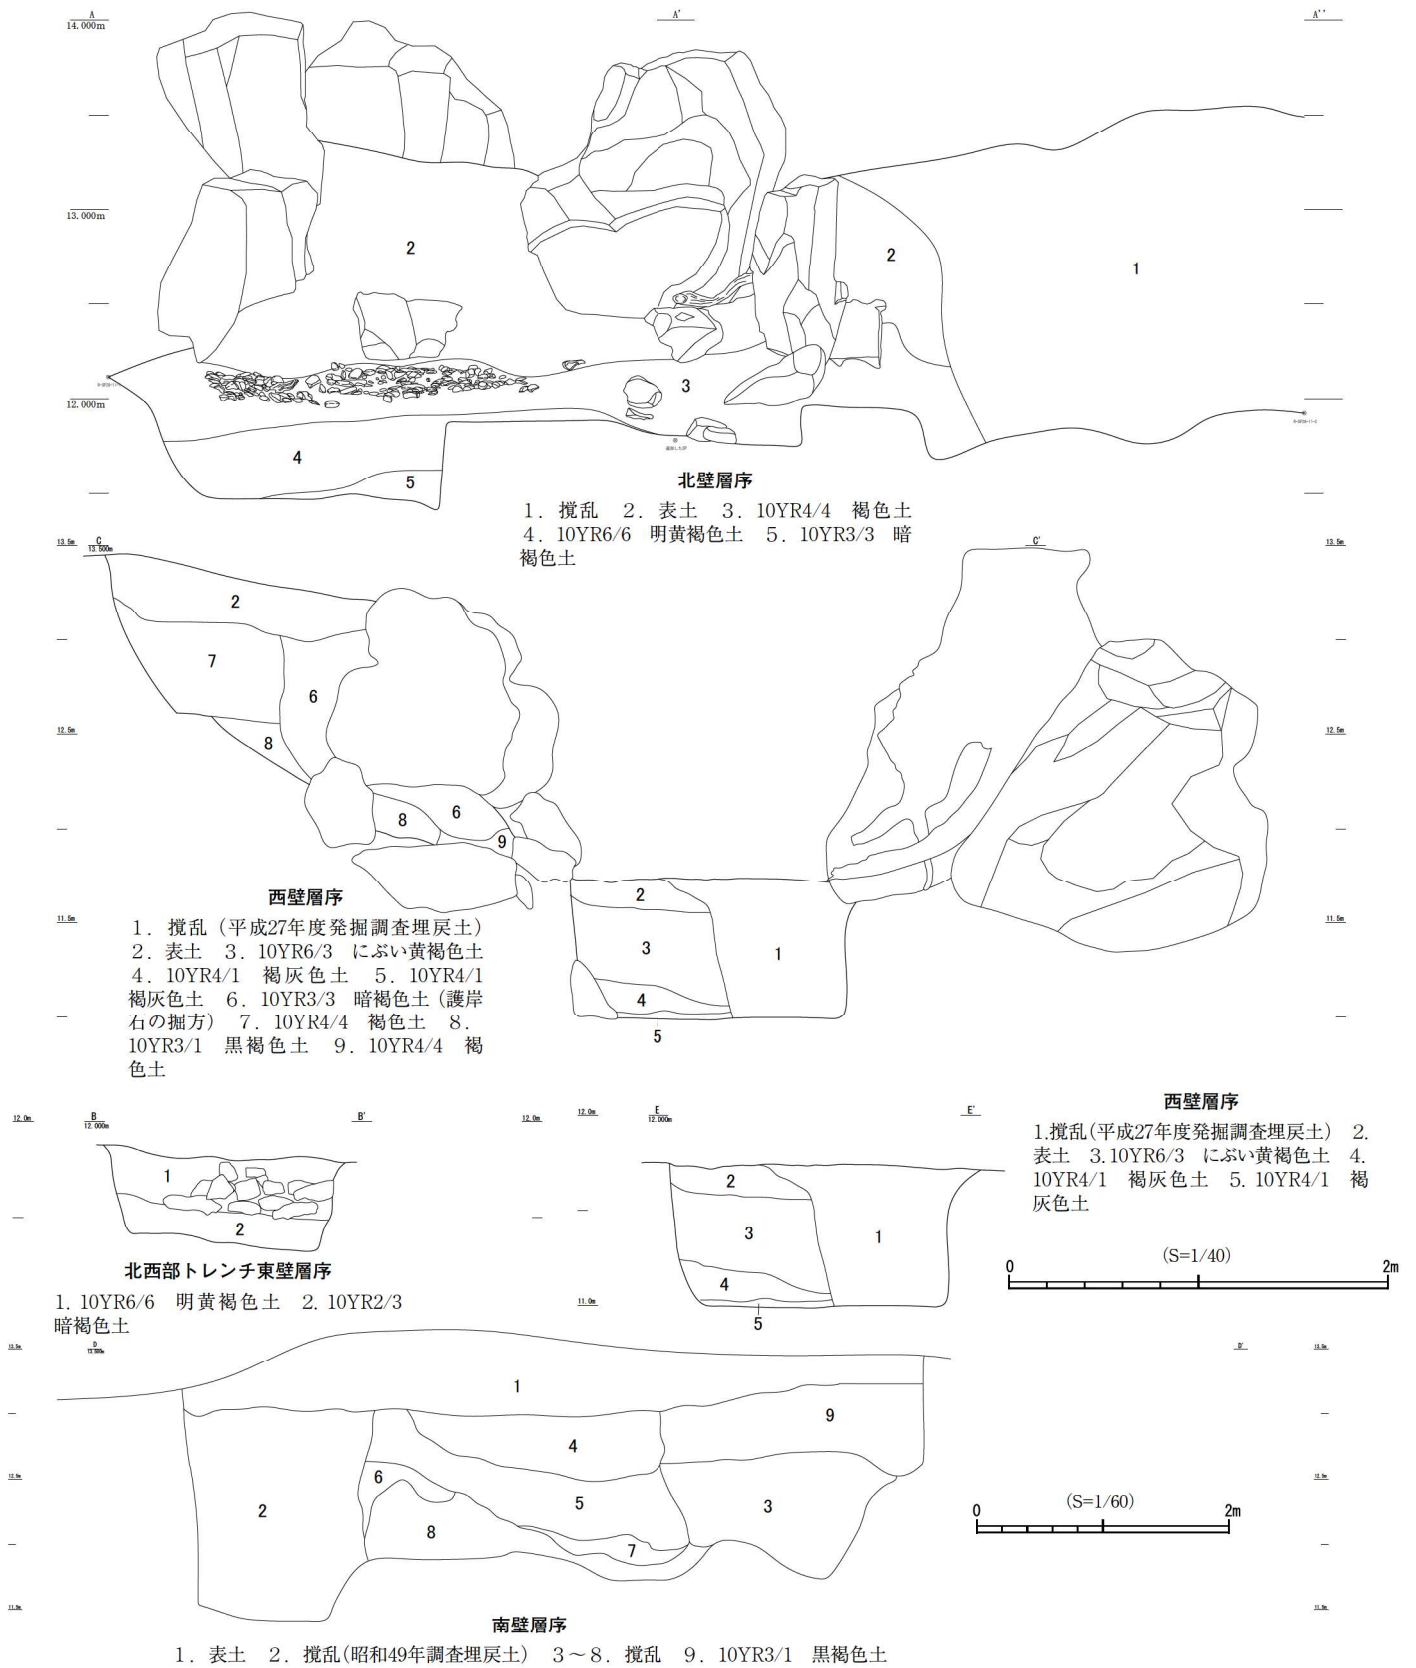 A
A'
A''
14.000m
13.000m
2
2
1
12.000m
3
4
5
北壁層序
1．撹乱　2．表土　3．10YR4/4　褐色土
4．10YR6/6　明黄褐色土　5．10YR3/3　暗
褐色土
13.5m
C
13.500m
C'
13.5m
2
7
6
12.5m
12.5m
8
6
8
9
西壁層序
1．撹乱（平成27年度発掘調査埋戻土）
2．表土　3．10YR6/3　にぶい黄褐色土
4．10YR4/1　褐灰色土　5．10YR4/1
褐灰色土　6．10YR3/3　暗褐色土（護岸
石の掘方）　7．10YR4/4　褐色土　8．
10YR3/1　黒褐色土　9．10YR4/4　褐
色土
2
11.5m
11.5m
3
1
4
5
12.0m
B
12.000m
B'
12.0m
1
2
北西部トレンチ東壁層序
1. 10YR6/6　明黄褐色土　2. 10YR2/3
暗褐色土
12.0m
E
12.000m
E'
2
3
1
4
11.0m
5
西壁層序
1.撹乱(平成27年度発掘調査埋戻土)　2.
表土　3.10YR6/3　にぶい黄褐色土　4.
10YR4/1　褐灰色土　5. 10YR4/1　褐
灰色土
(S=1/40)
0
2m
13.5m
D
13.500m
D'
13.5m
1
9
4
12.5m
12.5m
6
5
2
3
8
7
(S=1/60)
0
2m
11.5m
11.5m
南壁層序
1．表土　2．撹乱(昭和49年調査埋戻土)　3～8．撹乱　9．10YR3/1　黒褐色土